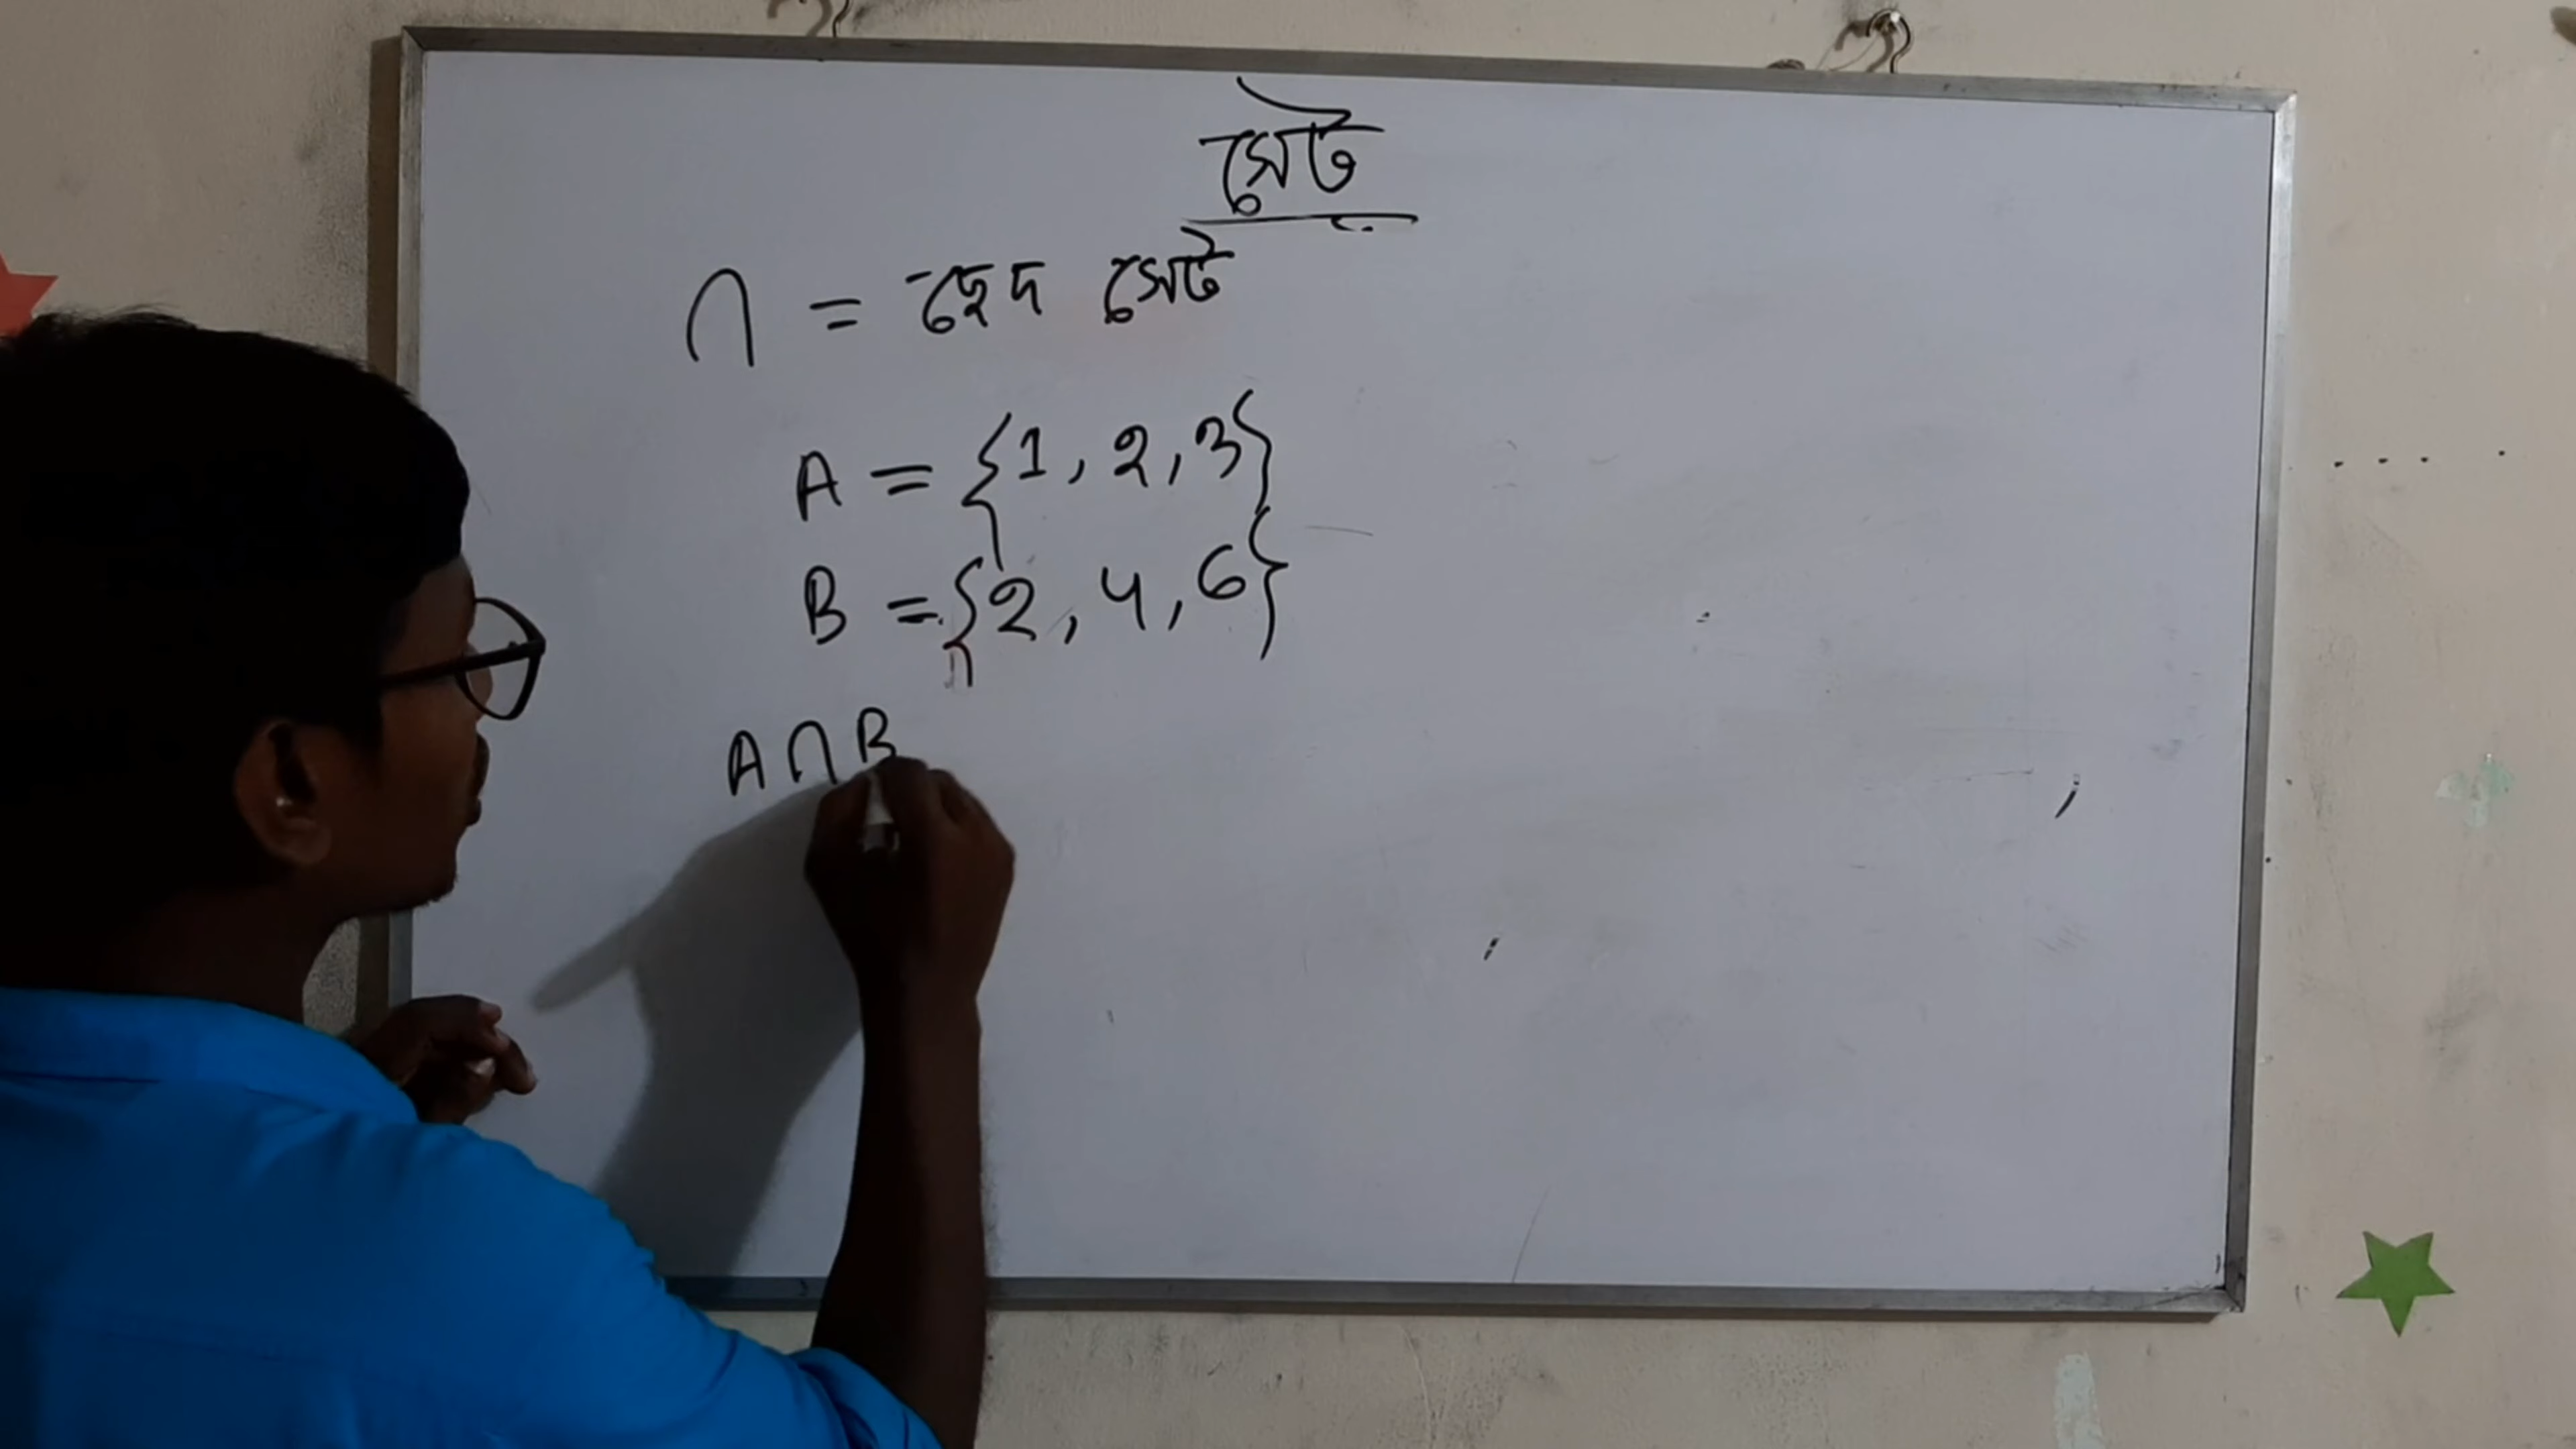 সেট
∩ = ছেদ সেট
A = {1, 2, 3}
B = {2, 4, 6}
A ∩ B